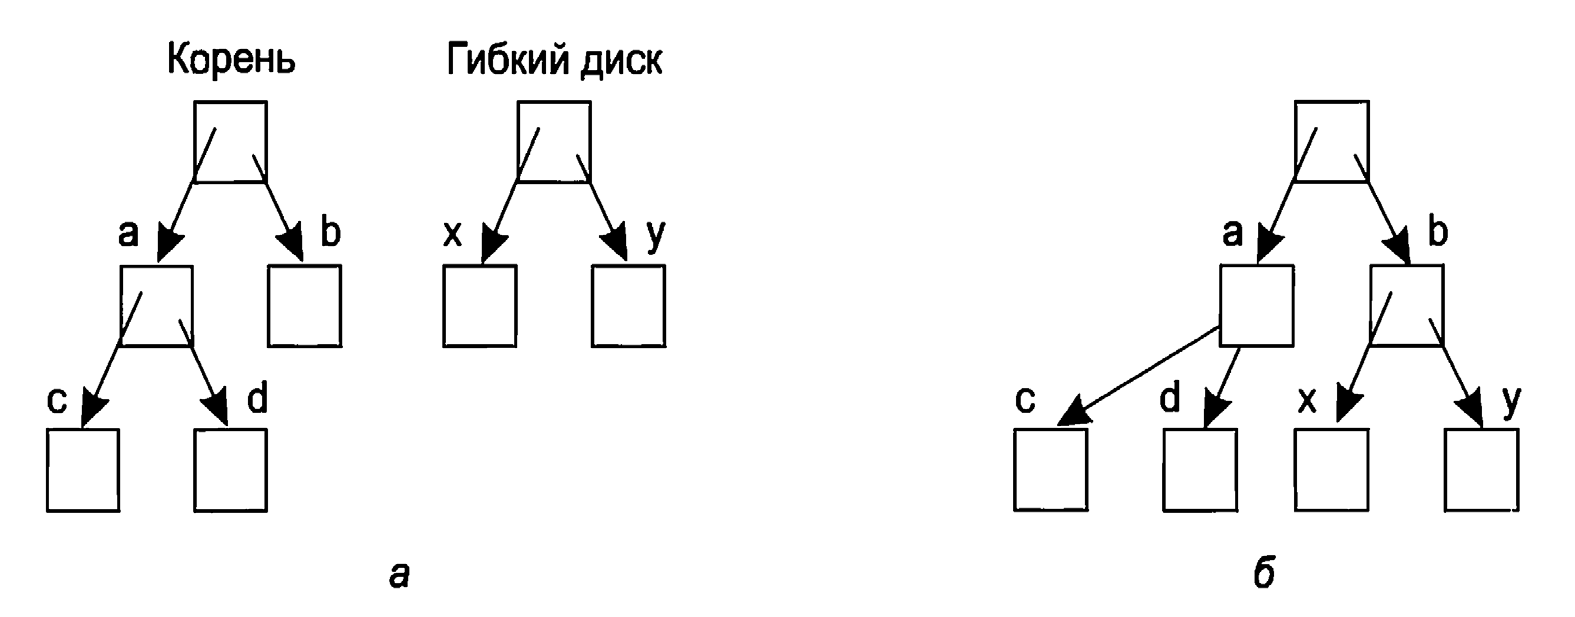 Корень Гибкий диск
a b x y a b
c d c d x y
а б